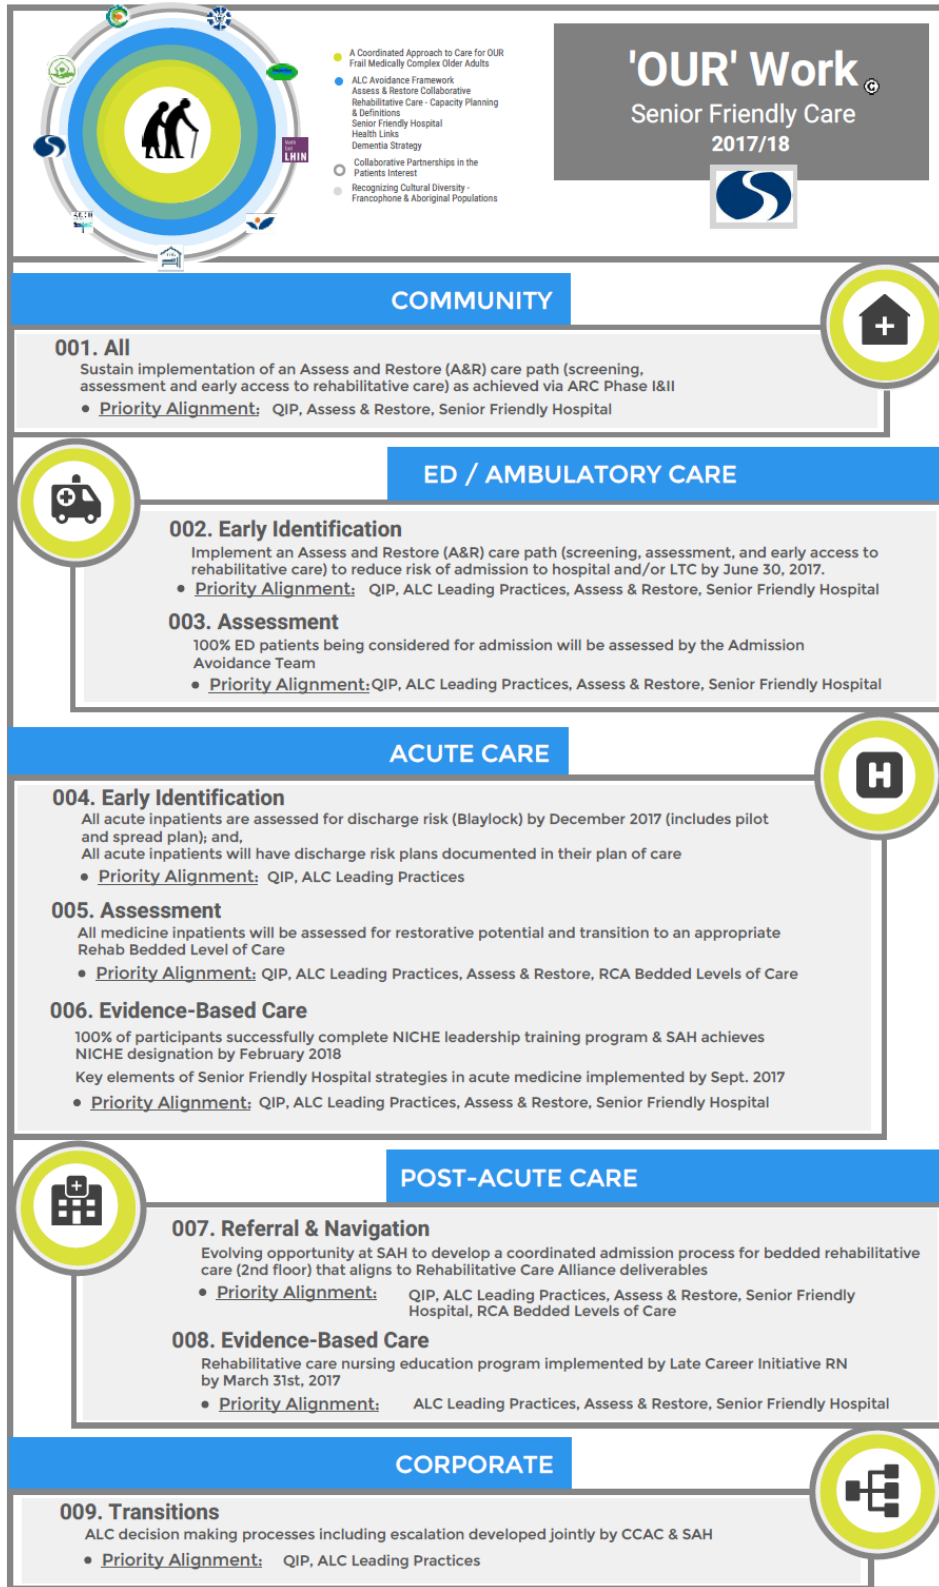 A Coordinated Approach to Care for OUR
Frail Medically Complex Older Adults
ALC Avoidance Framework
Assess & Restore Collaborative
Rehabilitative Care - Capacity Planning
& Definitions
Senior Friendly Hospital
Health Links
Dementia Strategy
Collaborative Partnerships in the
Patients Interest
Recognizing Cultural Diversity -
Francophone & Aboriginal Populations
LHIN
'OUR' Work ©
Senior Friendly Care
2017/18
COMMUNITY
001. All
Sustain implementation of an Assess and Restore (A&R) care path (screening,
assessment and early access to rehabilitative care) as achieved via ARC Phase I&II
• Priority Alignment: QIP, Assess & Restore, Senior Friendly Hospital
ED / AMBULATORY CARE
002. Early Identification
Implement an Assess and Restore (A&R) care path (screening, assessment, and early access to
rehabilitative care) to reduce risk of admission to hospital and/or LTC by June 30, 2017.
• Priority Alignment: QIP, ALC Leading Practices, Assess & Restore, Senior Friendly Hospital
003. Assessment
100% ED patients being considered for admission will be assessed by the Admission
Avoidance Team
• Priority Alignment: QIP, ALC Leading Practices, Assess & Restore, Senior Friendly Hospital
ACUTE CARE
H
004. Early Identification
All acute inpatients are assessed for discharge risk (Blaylock) by December 2017 (includes pilot
and spread plan); and,
All acute inpatients will have discharge risk plans documented in their plan of care
• Priority Alignment: QIP, ALC Leading Practices
005. Assessment
All medicine inpatients will be assessed for restorative potential and transition to an appropriate
Rehab Bedded Level of Care
• Priority Alignment: QIP, ALC Leading Practices, Assess & Restore, RCA Bedded Levels of Care
006. Evidence-Based Care
100% of participants successfully complete NICHE leadership training program & SAH achieves
NICHE designation by February 2018
Key elements of Senior Friendly Hospital strategies in acute medicine implemented by Sept. 2017
• Priority Alignment: QIP, ALC Leading Practices, Assess & Restore, Senior Friendly Hospital
POST-ACUTE CARE
007. Referral & Navigation
Evolving opportunity at SAH to develop a coordinated admission process for bedded rehabilitative
care (2nd floor) that aligns to Rehabilitative Care Alliance deliverables
• Priority Alignment: QIP, ALC Leading Practices, Assess & Restore, Senior Friendly
Hospital, RCA Bedded Levels of Care
008. Evidence-Based Care
Rehabilitative care nursing education program implemented by Late Career Initiative RN
by March 31st, 2017
• Priority Alignment: ALC Leading Practices, Assess & Restore, Senior Friendly Hospital
CORPORATE
009. Transitions
ALC decision making processes including escalation developed jointly by CCAC & SAH
• Priority Alignment: QIP, ALC Leading Practices